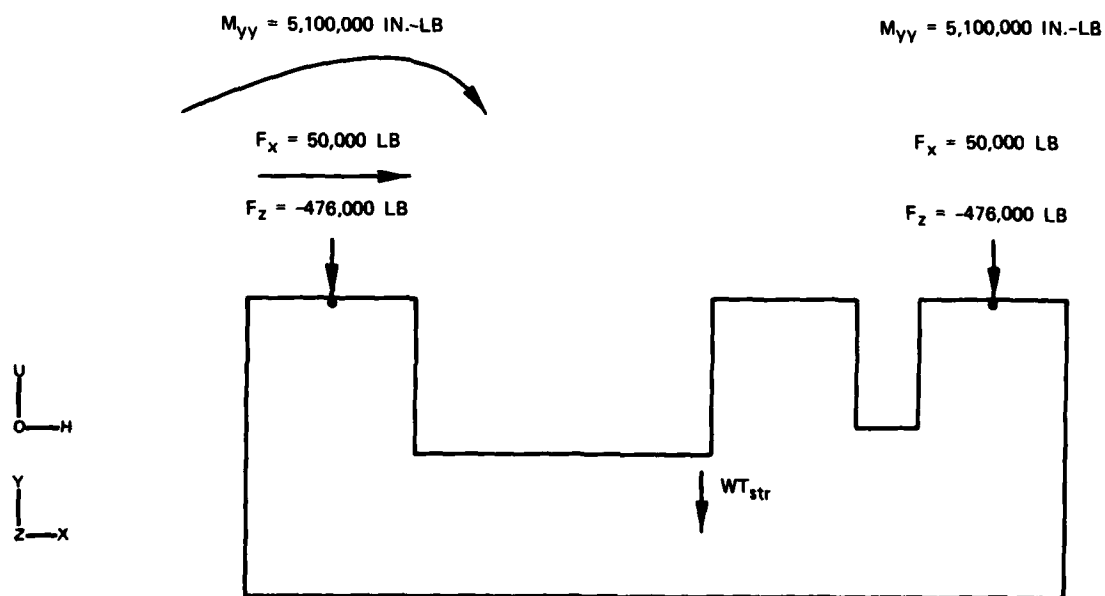 M_yy = 5,100,000 IN.-LB
F_x = 50,000 LB
F_z = -476,000 LB
M_yy = 5,100,000 IN.-LB
F_x = 50,000 LB
F_z = -476,000 LB
U
O H
Y
Z X
WT_str